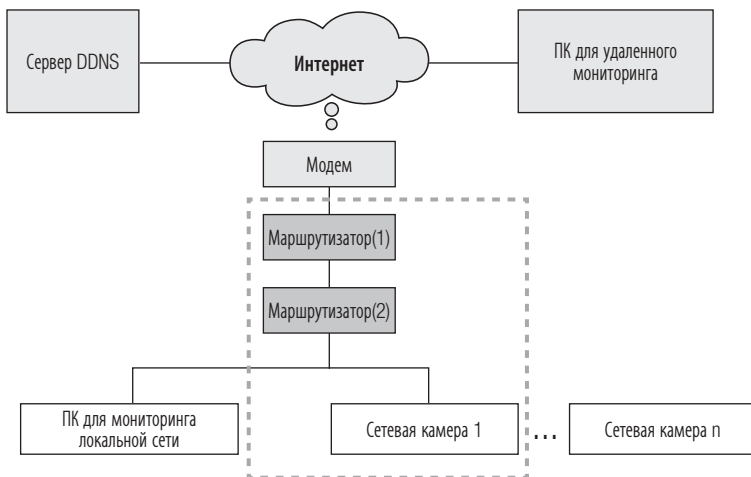 Сервер DDNS
Интернет
ПК для удаленного
мониторинга
Модем
Маршрутизатор(1)
Маршрутизатор(2)
ПК для мониторинга
локальной сети
Сетевая камера 1
...
Сетевая камера n